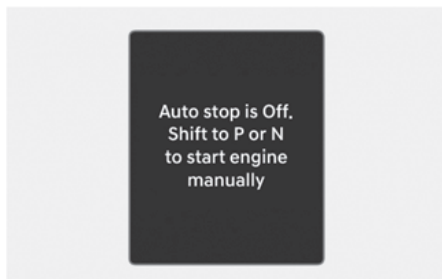 Auto stop is Off.
Shift to P or N
to start engine
manually